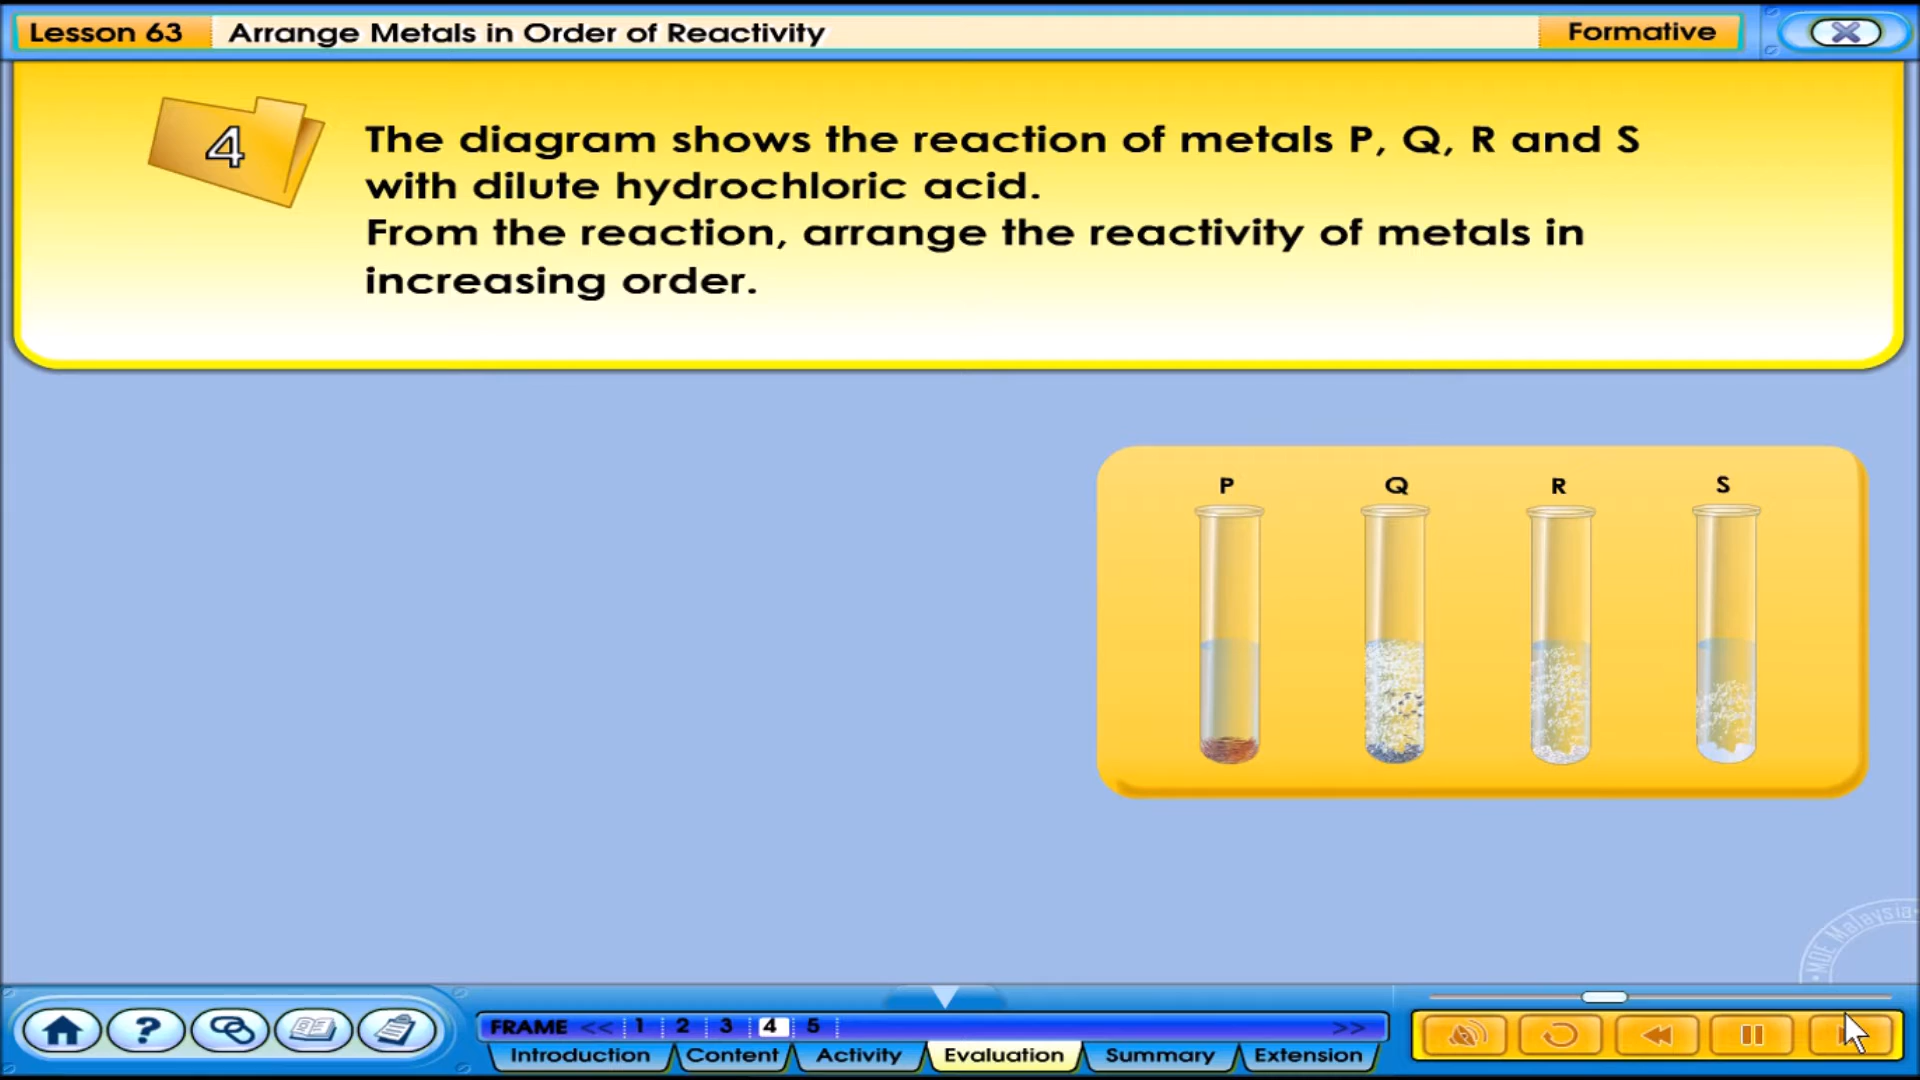 Lesson 63 Arrange Metals in Order of Reactivity Formative
4
The diagram shows the reaction of metals P, Q, R and S
with dilute hydrochloric acid.
From the reaction, arrange the reactivity of metals in
increasing order.
P Q R S
MOE Malaysia
?
FRAME << 1 2 3 4 5 >>
Introduction Content Activity Evaluation Summary Extension